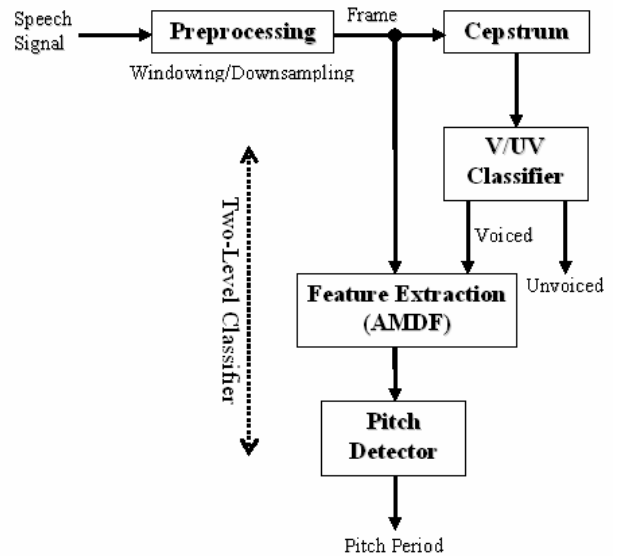 Speech
Signal
Preprocessing
Frame
Cepstrum
Windowing/Downsampling
V/UV
Classifier
Two-Level Classifier
Voiced
Unvoiced
Feature Extraction
(AMDF)
Pitch
Detector
Pitch Period